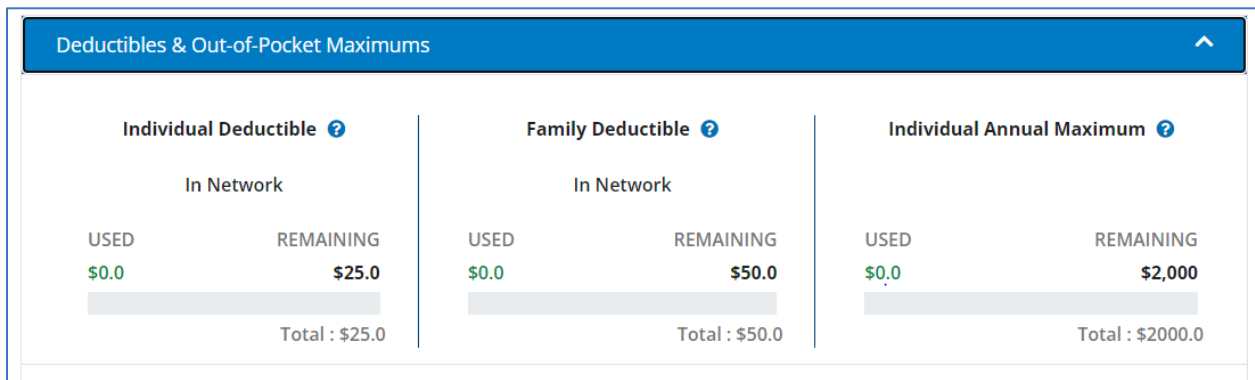 Deductibles & Out-of-Pocket Maximums
Individual Deductible ?
Family Deductible ?
Individual Annual Maximum ?
In Network
In Network
USED REMAINING
USED REMAINING
USED REMAINING
$0.0 $25.0
$0.0 $50.0
$0.0 $2,000
Total : $25.0
Total : $50.0
Total : $2000.0